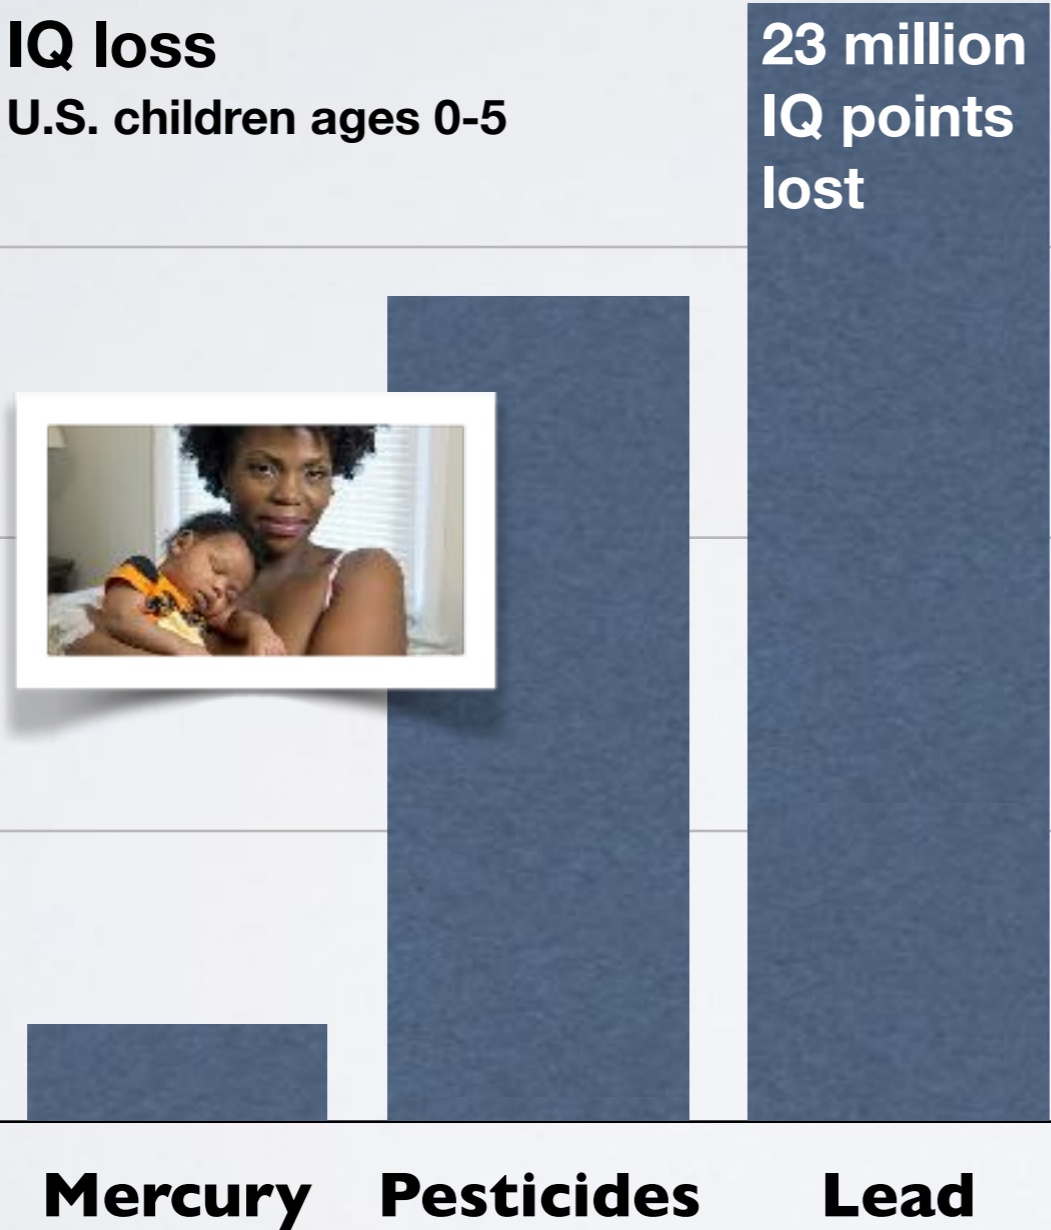 IQ loss
U.S. children ages 0-5
23 million
IQ points
lost
Mercury
Pesticides
Lead